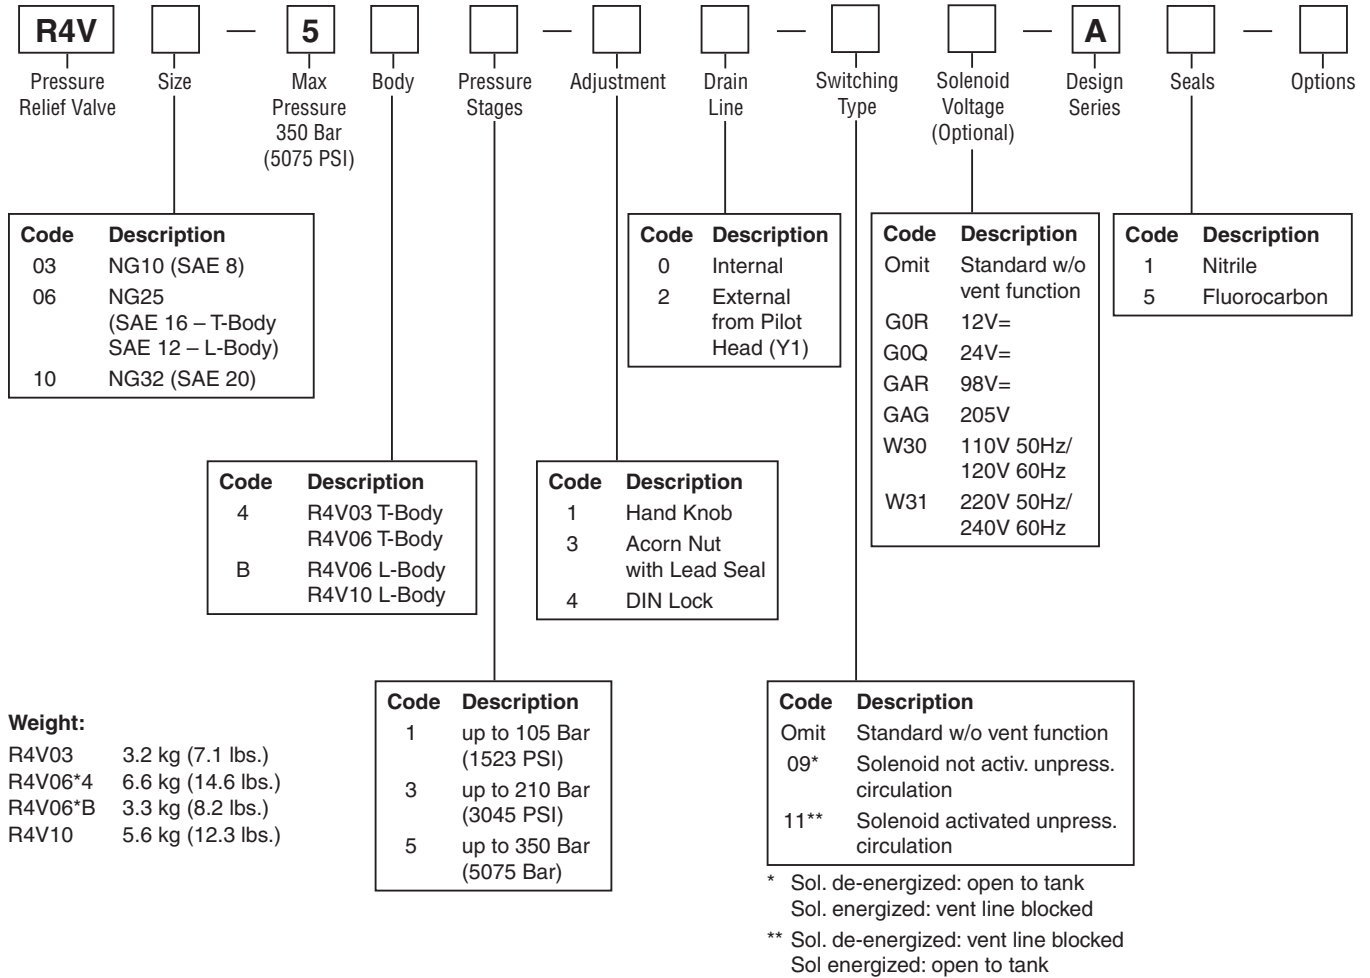 R4V — 5 — — — A —
Pressure Relief Valve
Size
Max Pressure 350 Bar (5075 PSI)
Body
Pressure Stages
Adjustment
Drain Line
Switching Type
Solenoid Voltage (Optional)
Design Series
Seals
Options
Code Description
03 NG10 (SAE 8)
06 NG25
(SAE 16 – T-Body
SAE 12 – L-Body)
10 NG32 (SAE 20)
Code Description
0 Internal
2 External
from Pilot
Head (Y1)
Code Description
Omit Standard w/o
vent function
G0R 12V=
G0Q 24V=
GAR 98V=
GAG 205V
W30 110V 50Hz/
120V 60Hz
W31 220V 50Hz/
240V 60Hz
Code Description
1 Nitrile
5 Fluorocarbon
Code Description
4 R4V03 T-Body
R4V06 T-Body
B R4V06 L-Body
R4V10 L-Body
Code Description
1 Hand Knob
3 Acorn Nut
with Lead Seal
4 DIN Lock
Weight:
R4V03 3.2 kg (7.1 lbs.)
R4V06*4 6.6 kg (14.6 lbs.)
R4V06*B 3.3 kg (8.2 lbs.)
R4V10 5.6 kg (12.3 lbs.)
Code Description
1 up to 105 Bar
(1523 PSI)
3 up to 210 Bar
(3045 PSI)
5 up to 350 Bar
(5075 Bar)
Code Description
Omit Standard w/o vent function
09* Solenoid not activ. unpress.
circulation
11** Solenoid activated unpress.
circulation
* Sol. de-energized: open to tank
Sol. energized: vent line blocked
** Sol. de-energized: vent line blocked
Sol energized: open to tank